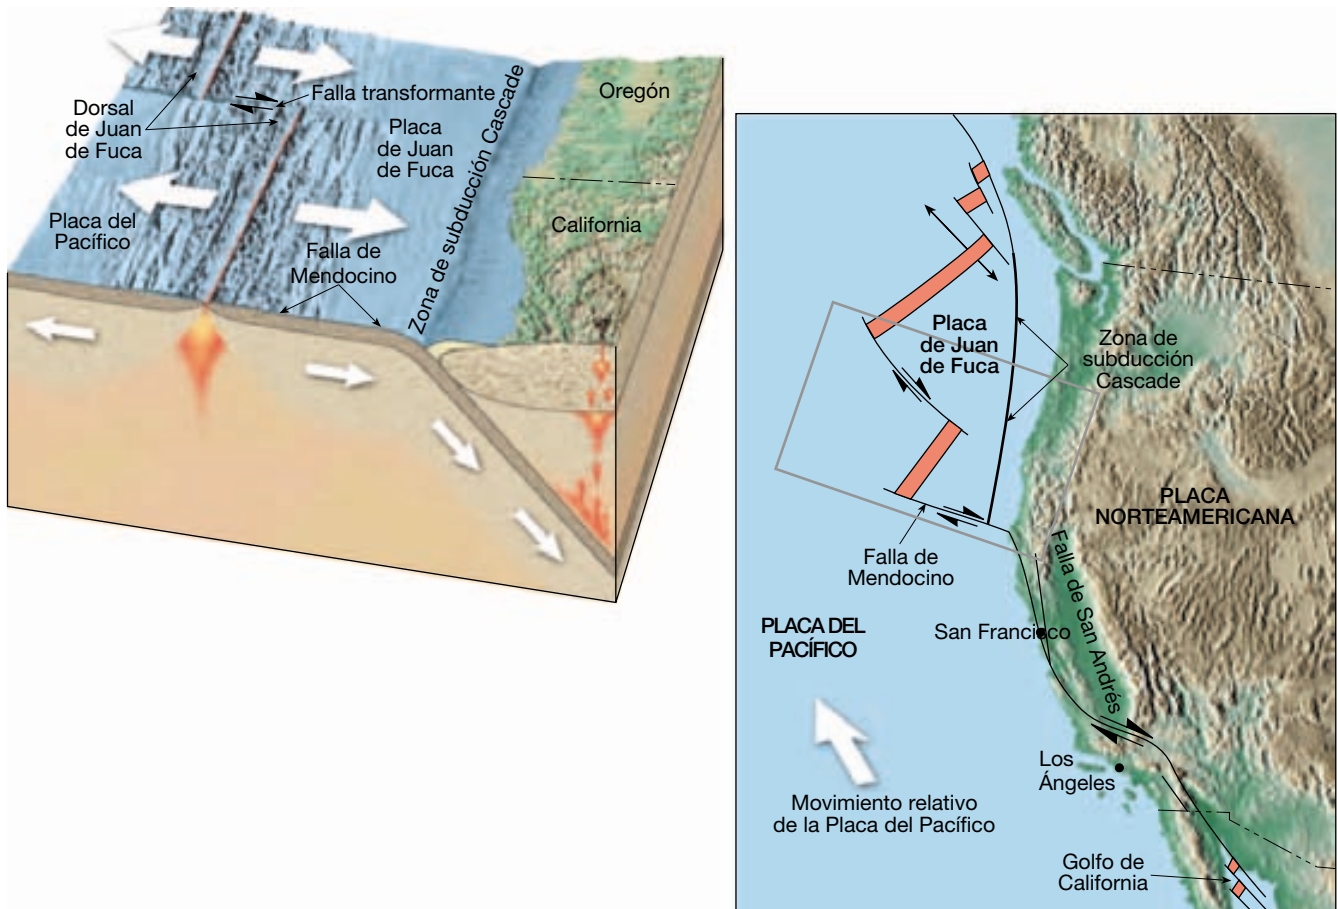 Dorsal
de Juan
de Fuca
Falla transformante
Placa
de Juan
de Fuca
Oregón
Zona de subducción Cascade
Placa del
Pacífico
Falla de
Mendocino
California
Placa
de Juan
de Fuca
Zona de
subducción
Cascade
PLACA
NORTEAMERICANA
Falla de
Mendocino
Falla de San Andrés
PLACA DEL
PACÍFICO
San Francisco
Los
Ángeles
Movimiento relativo
de la Placa del Pacífico
Golfo de
California